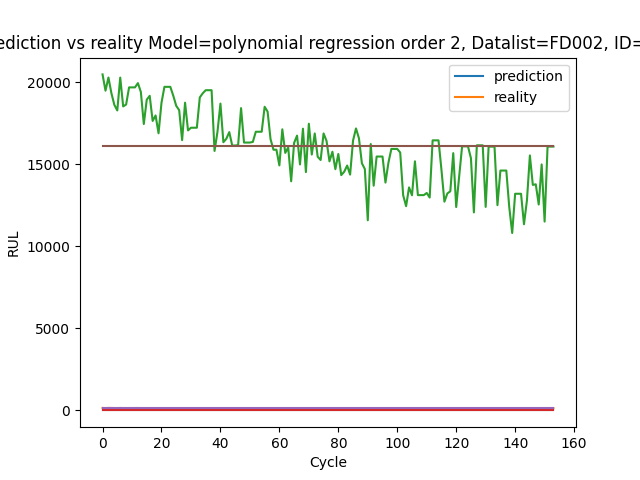 ediction vs reality Model=polynomial regression order 2, Datalist=FD002, ID=
prediction
reality
20000
15000
10000
5000
0
RUL
0 20 40 60 80 100 120 140 160
Cycle